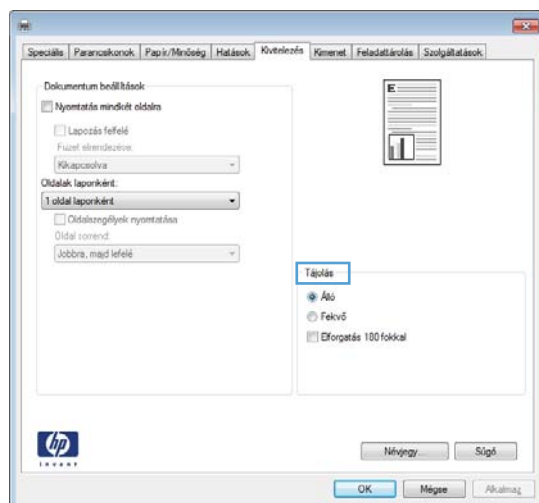 Speciális Parancsikonok Papír/Minőség Hatások Kivitelezés Kimenet Feladattárolás Szolgáltatások
Dokumentum beállítások
Nyomtatás mindkét oldalra
Lapozás felfelé
Füzet elrendezése:
Kikapcsolva
Oldalak laponként:
1 oldal laponként
Oldalszegélyek nyomtatása
Oldal sorrend:
Jobbra, majd lefelé
E
Tájolás
Álló
Fekvő
Elforgatás 180 fokkal
hp
invent
Névjegy... Súgó
OK Mégse Alkalmaz